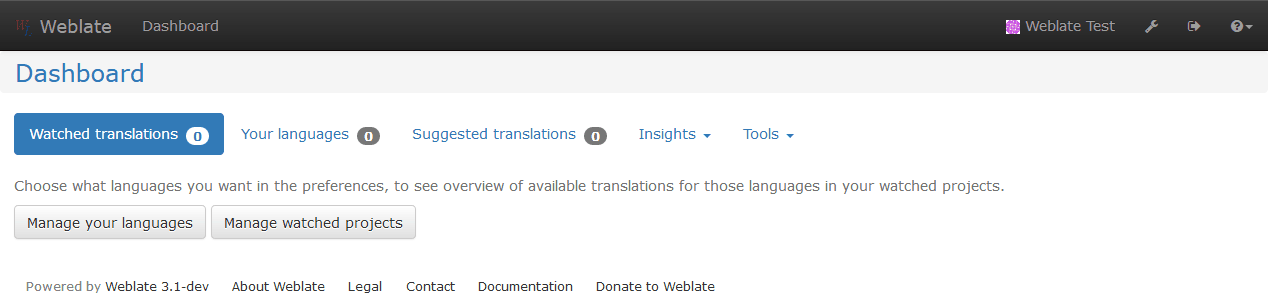 Weblate Dashboard Weblate Test
Dashboard
Watched translations 0 Your languages 0 Suggested translations 0 Insights Tools
Choose what languages you want in the preferences, to see overview of available translations for those languages in your watched projects.
Manage your languages Manage watched projects
Powered by Weblate 3.1-dev About Weblate Legal Contact Documentation Donate to Weblate